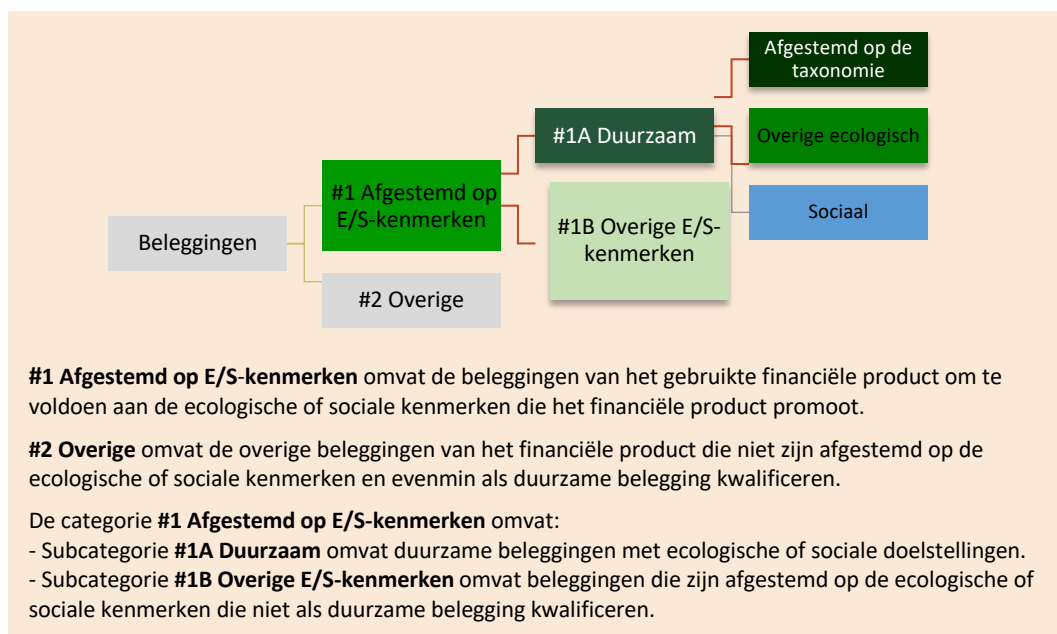 Afgestemd op de
taxonomie
#1A Duurzaam
Overige ecologisch
#1 Afgestemd op
E/S-kenmerken
Sociaal
#1B Overige E/S-
kenmerken
Beleggingen
#2 Overige
#1 Afgestemd op E/S-kenmerken omvat de beleggingen van het gebruikte financiële product om te
voldoen aan de ecologische of sociale kenmerken die het financiële product promoot.
#2 Overige omvat de overige beleggingen van het financiële product die niet zijn afgestemd op de
ecologische of sociale kenmerken en evenmin als duurzame belegging kwalificeren.
De categorie #1 Afgestemd op E/S-kenmerken omvat:
- Subcategorie #1A Duurzaam omvat duurzame beleggingen met ecologische of sociale doelstellingen.
- Subcategorie #1B Overige E/S-kenmerken omvat beleggingen die zijn afgestemd op de ecologische of
sociale kenmerken die niet als duurzame belegging kwalificeren.